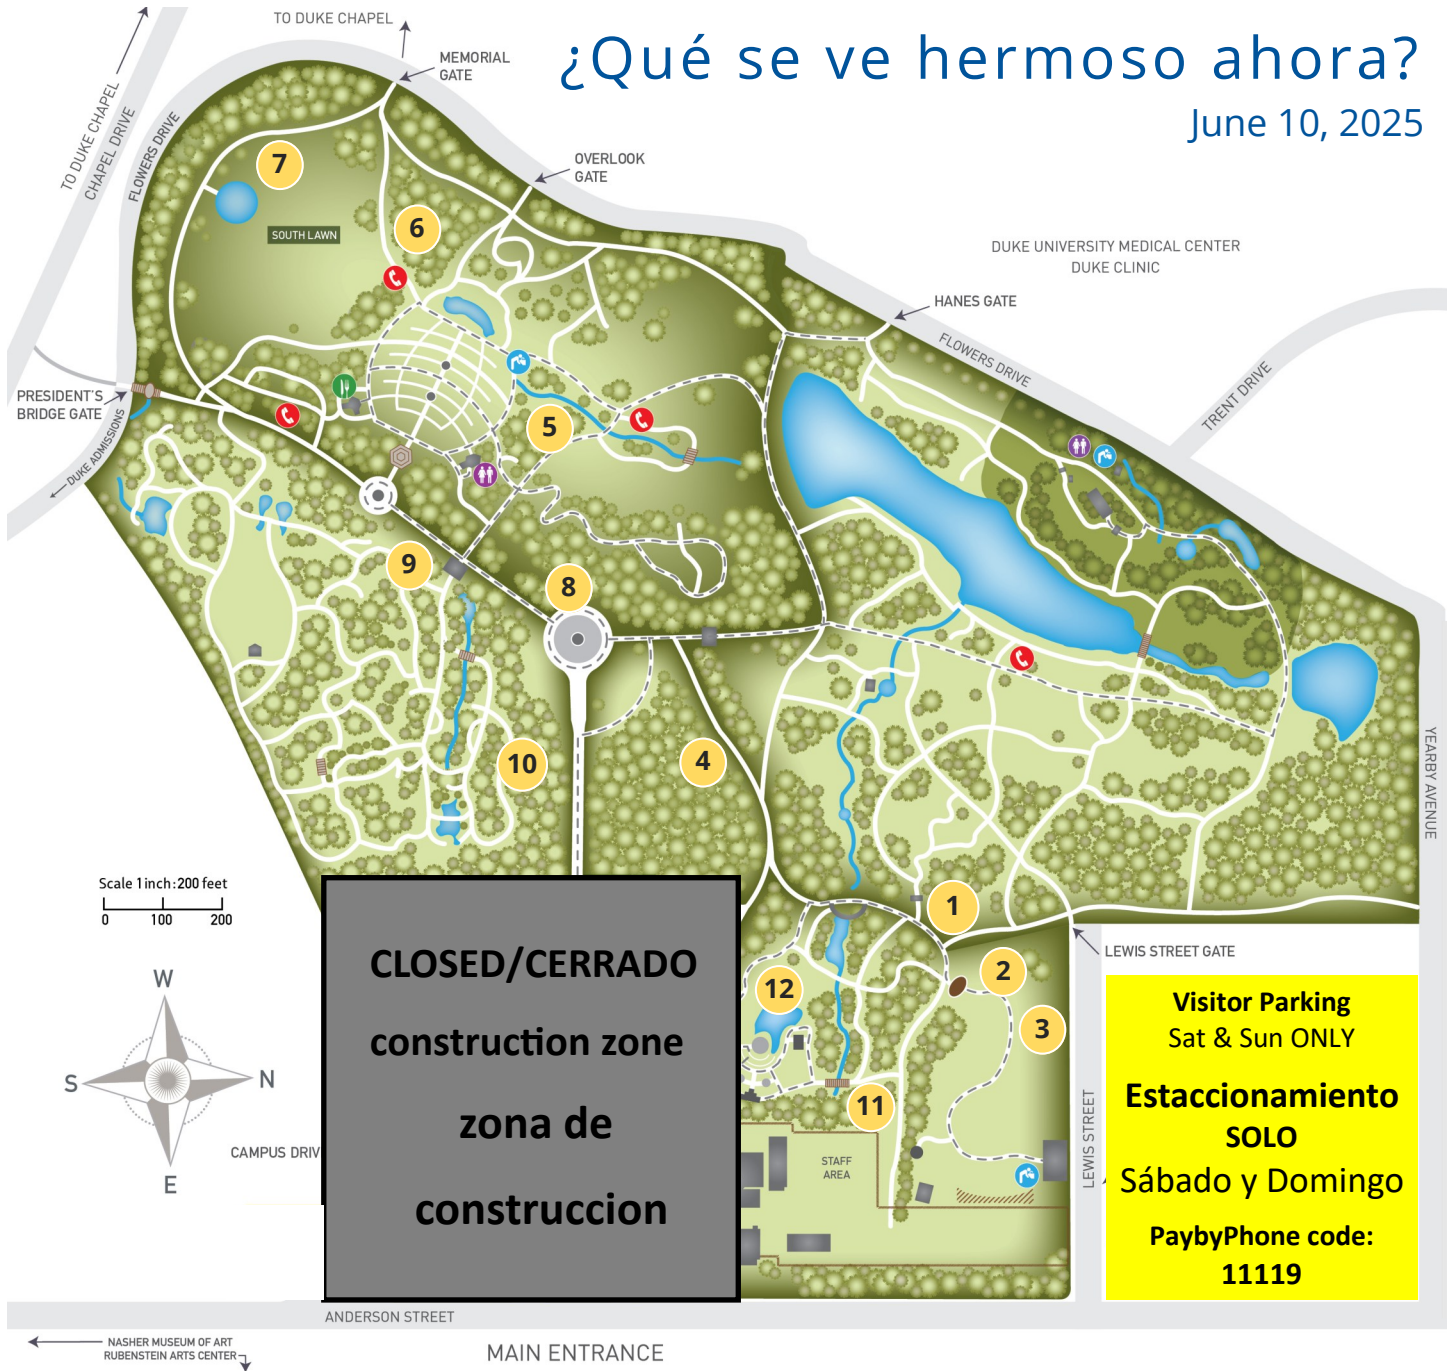 ¿Qué se ve hermoso ahora?
June 10, 2025
TO DUKE CHAPEL
MEMORIAL
GATE
TO DUKE CHAPEL
CHAPEL DRIVE
FLOWERS DRIVE
7
OVERLOOK
GATE
6
SOUTH LAWN
DUKE UNIVERSITY MEDICAL CENTER
DUKE CLINIC
HANES GATE
FLOWERS DRIVE
TRENT DRIVE
PRESIDENT'S
BRIDGE GATE
DUKE ADMISSIONS
5
9
8
10
4
YEARBY AVENUE
Scale 1 inch: 200 feet
0 100 200
1
LEWIS STREET GATE
2
3
12
11
W
S
N
E
CAMPUS DRIV
CLOSED/CERRADO
construction zone
zona de
construccion
STAFF
AREA
LEWIS STREET
Visitor Parking
Sat & Sun ONLY
Estaccionamiento
SOLO
Sábado y Domingo
PaybyPhone code:
11119
ANDERSON STREET
NASHER MUSEUM OF ART
RUBENSTEIN ARTS CENTER
MAIN ENTRANCE